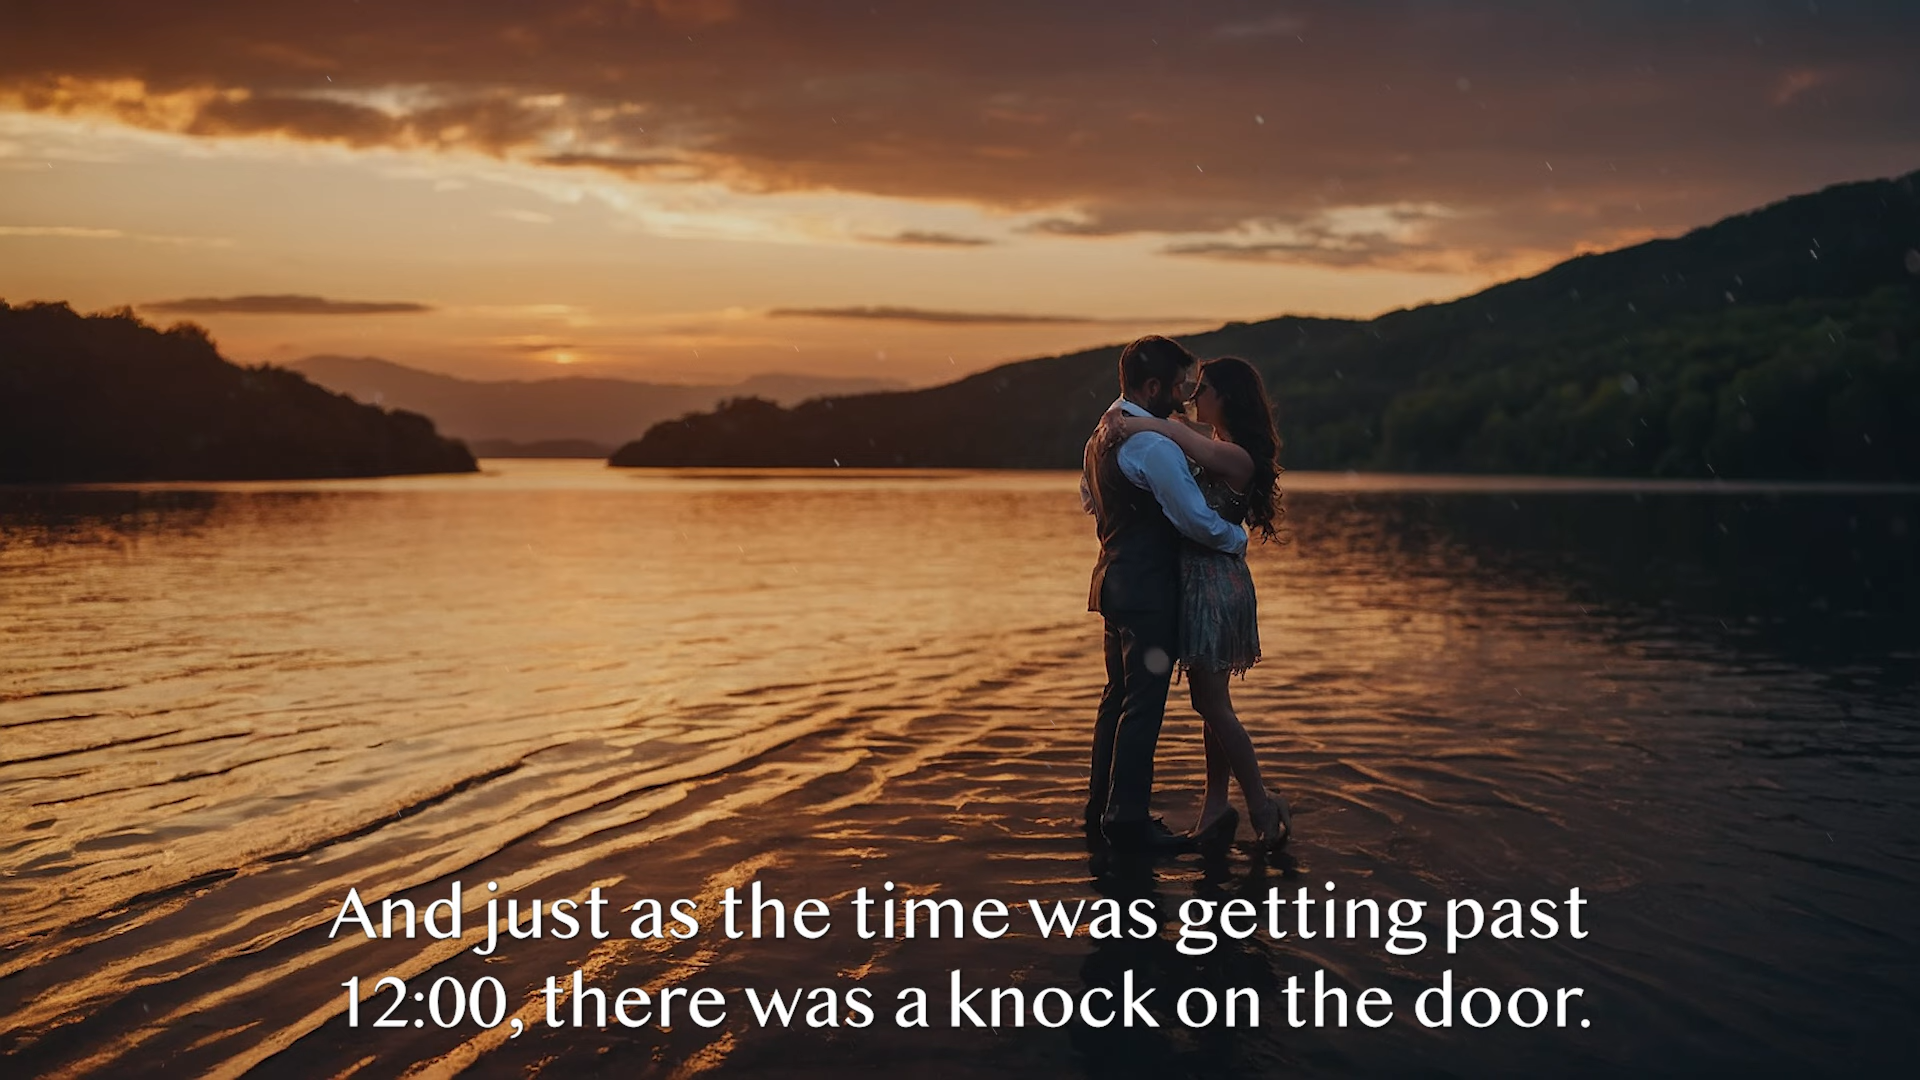 And just as the time was getting past
12:00, there was a knock on the door.